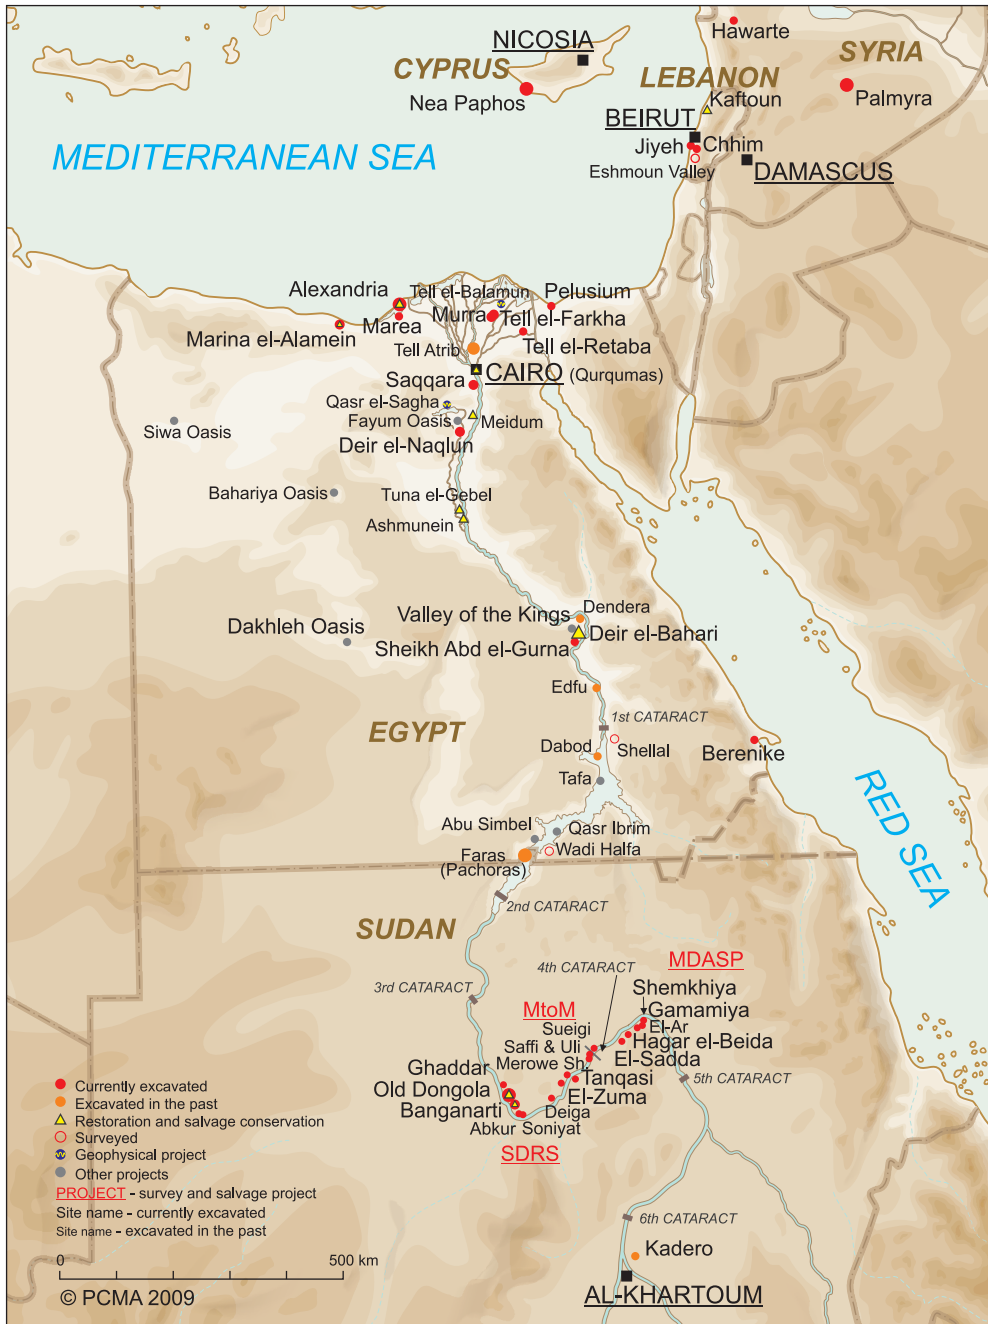 Hawarte
NICOSIA
SYRIA
CYPRUS
LEBANON
Nea Paphos
Kaftoun
Palmyra
BEIRUT
Jiyeh
Chhim
MEDITERRANEAN SEA
Eshmoun Valley
DAMASCUS
Alexandria
Tell el-Balamun
Pelusium
Murra
Tell el-Farkha
Marea
Marina el-Alamein
Tell Atrib
Tell el-Retaba
CAIRO (Qurqumas)
Saqqara
Qasr el-Sagha
Fayum Oasis
Meidum
Siwa Oasis
Deir el-Naqlun
Bahariya Oasis
Tuna el-Gebel
Ashmunein
Dendera
Valley of the Kings
Dakhleh Oasis
Deir el-Bahari
Sheikh Abd el-Gurna
Edfu
1st CATARACT
EGYPT
Dabod
Shellal
Berenike
Tafa
RED SEA
Abu Simbel
Qasr Ibrim
Faras
(Pachoras)
Wadi Halfa
2nd CATARACT
SUDAN
MDASP
4th CATARACT
Shemkhiya
3rd CATARACT
MtoM
Gamamiya
Sueigi
El-Ar
Saffi & Uli
Hagar el-Beida
Merowe Sh.
El-Sadda
Ghaddar
Tanqasi
5th CATARACT
Old Dongola
El-Zuma
Banganarti
Deiga
Abkur
Soniyat
SDRS
Currently excavated
Excavated in the past
Restoration and salvage conservation
Surveyed
Geophysical project
Other projects
PROJECT - survey and salvage project
Site name - currently excavated
Site name - excavated in the past
6th CATARACT
Kadero
0
500 km
AL-KHARTOUM
© PCMA 2009